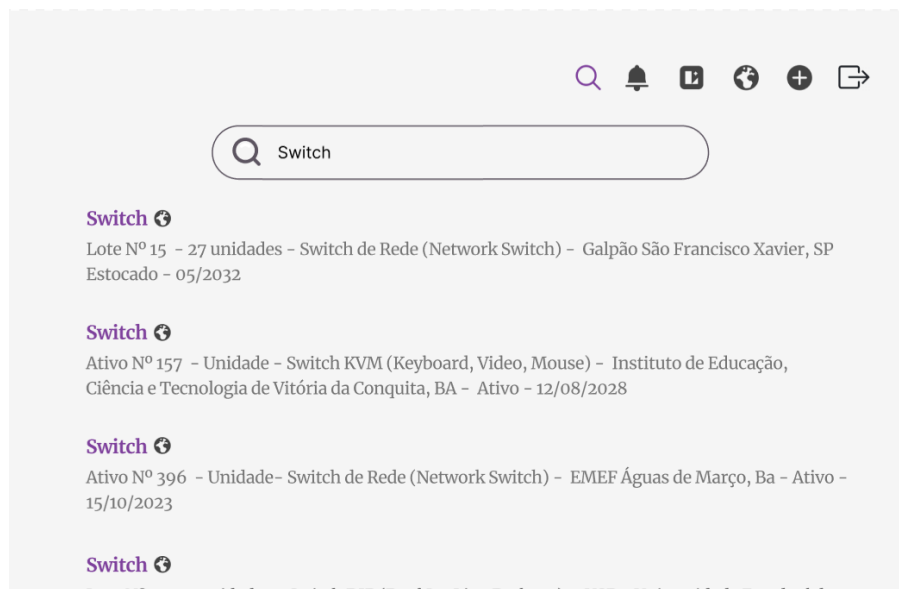 Switch
Switch
Lote Nº 15 - 27 unidades - Switch de Rede (Network Switch) - Galpão São Francisco Xavier, SP
Estocado - 05/2032
Switch
Ativo Nº 157 - Unidade - Switch KVM (Keyboard, Video, Mouse) - Instituto de Educação,
Ciência e Tecnologia de Vitória da Conquita, BA - Ativo - 12/08/2028
Switch
Ativo Nº 396 - Unidade- Switch de Rede (Network Switch) - EMEF Águas de Março, Ba - Ativo -
15/10/2023
Switch